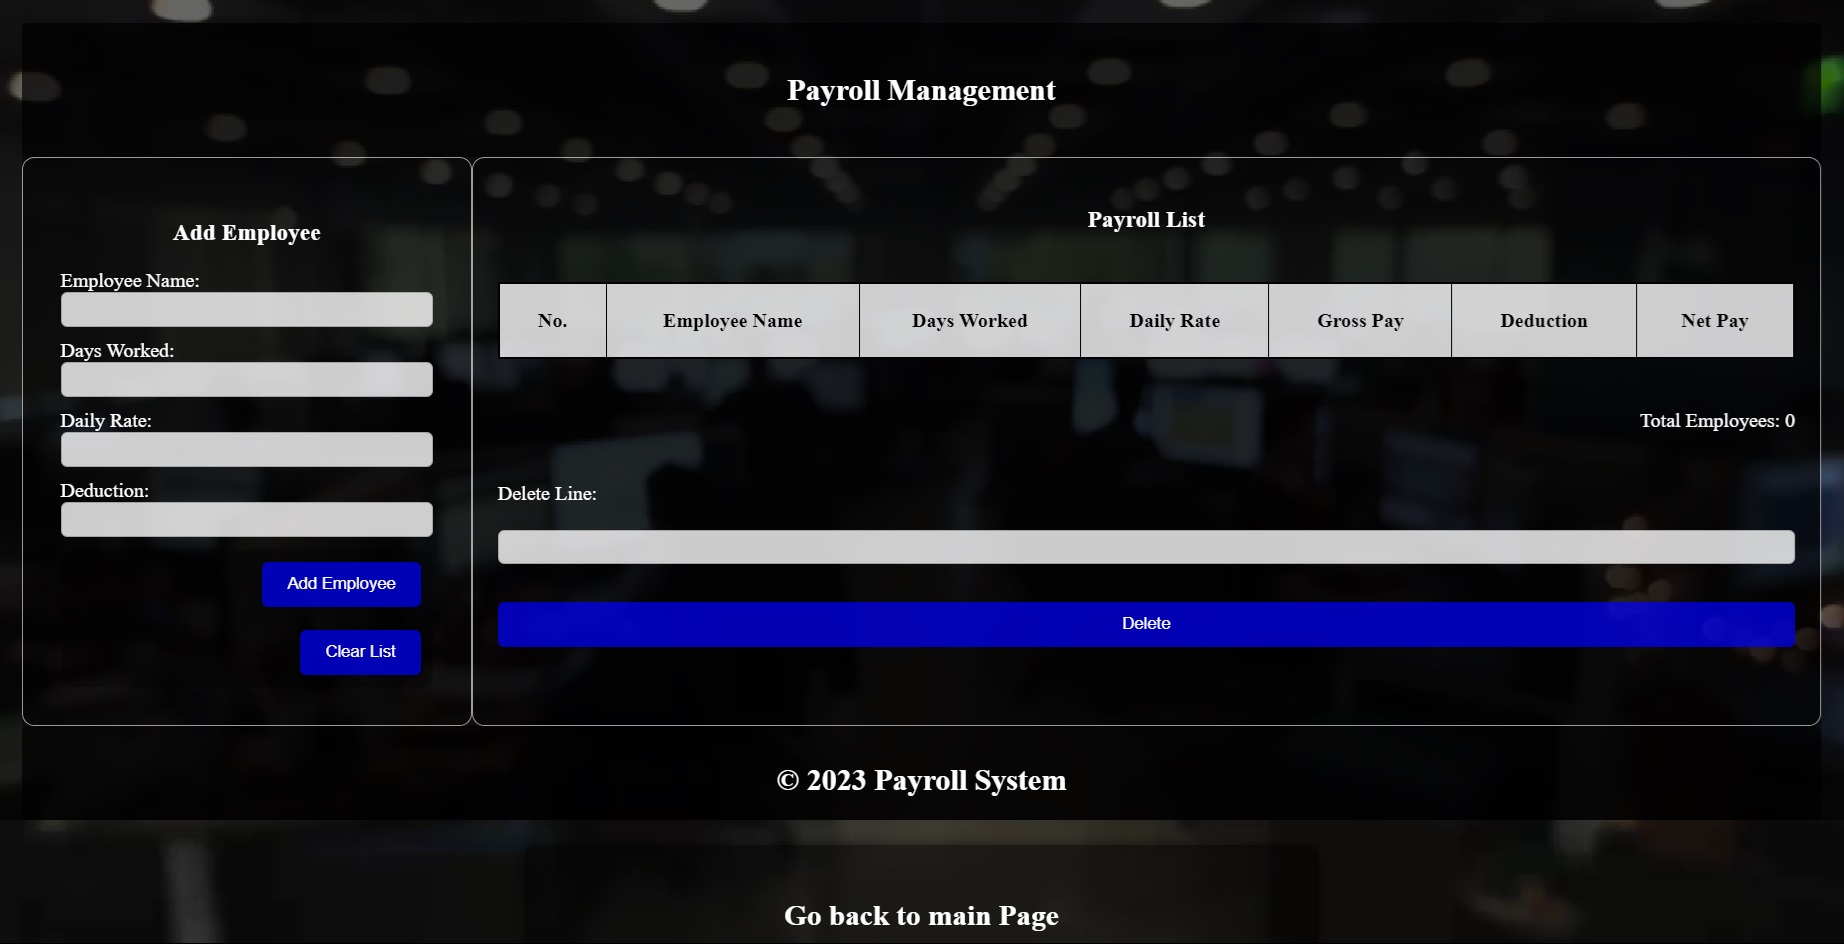 Payroll Management
Add Employee
Employee Name:
Days Worked:
Daily Rate:
Deduction:
Add Employee
Clear List
Payroll List
No. Employee Name Days Worked Daily Rate Gross Pay Deduction Net Pay
Total Employees: 0
Delete Line:
Delete
© 2023 Payroll System
Go back to main Page